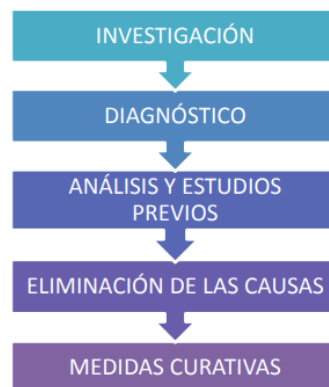 INVESTIGACIÓN
DIAGNÓSTICO
ANÁLISIS Y ESTUDIOS
PREVIOS
ELIMINACIÓN DE LAS CAUSAS
MEDIDAS CURATIVAS